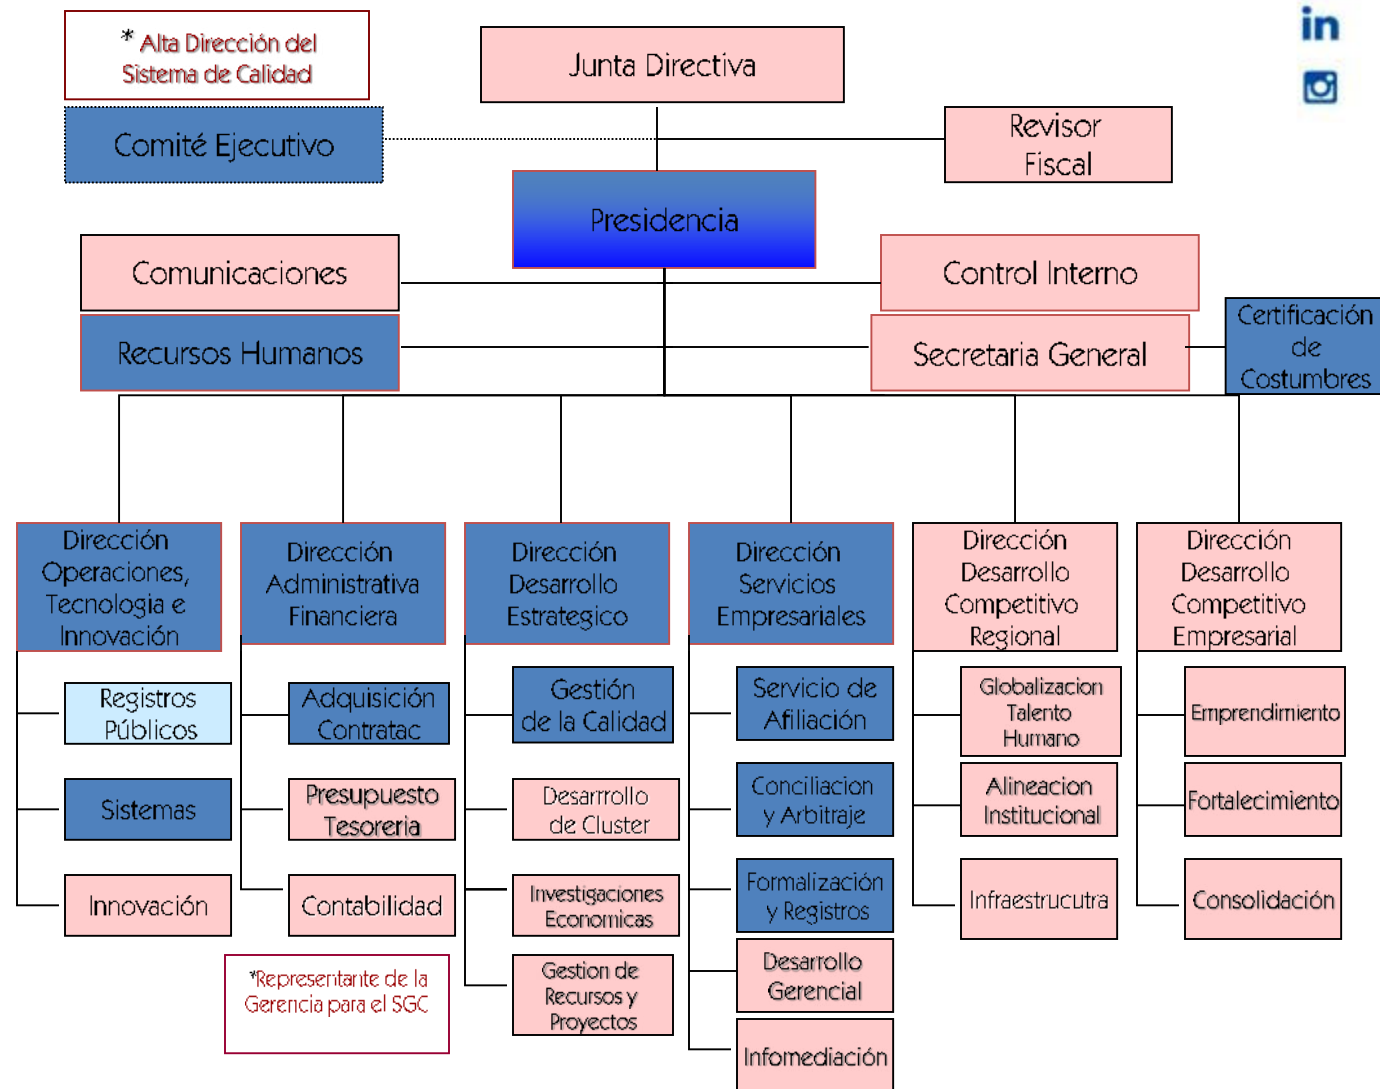 * Alta Dirección del
Sistema de Calidad
Junta Directiva
in
Comité Ejecutivo
Revisor
Fiscal
Presidencia
Comunicaciones
Control Interno
Recursos Humanos
Secretaria General
Certificación
de
Costumbres
Dirección
Operaciones,
Tecnologia e
Innovación
Dirección
Administrativa
Financiera
Dirección
Desarrollo
Estrategico
Dirección
Servicios
Empresariales
Dirección
Desarrollo
Competitivo
Regional
Dirección
Desarrollo
Competitivo
Empresarial
Registros
Públicos
Sistemas
Innovación
Adquisición
Contratac
Presupuesto
Tesoreria
Contabilidad
*Representante de la
Gerencia para el SGC
Gestión
de la Calidad
Desarrrollo
de Cluster
Investigaciones
Economicas
Gestion de
Recursos y
Proyectos
Servicio de
Afiliación
Conciliacion
y Arbitraje
Formalización
y Registros
Desarrollo
Gerencial
Infomediación
Globalizacion
Talento
Humano
Alineacion
Institucional
Infraestrucutra
Emprendimiento
Fortalecimiento
Consolidación